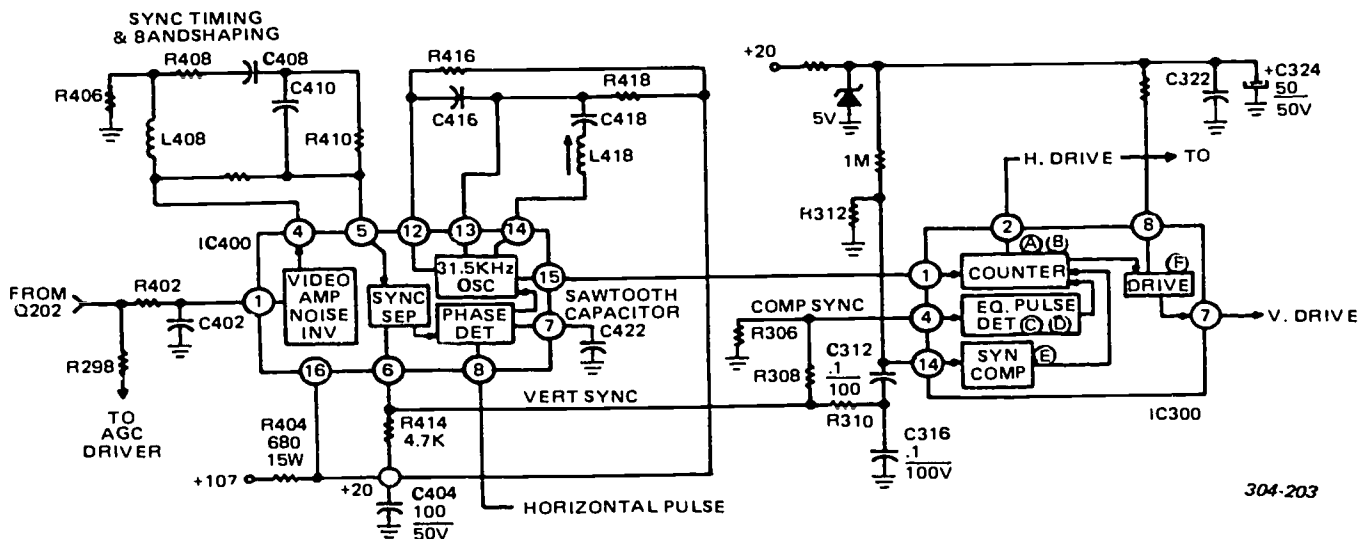 SYNC TIMING
& BANDSHAPING
R408
C408
R406
C410
L408
R410
R416
R418
C416
C418
L418
+20
5V
1M
R312
C322
+C324
50
50V
H. DRIVE
TO
IC400
4
5
12
13
14
2
8
FROM
Q202
R402
1
VIDEO
AMP
NOISE
INV
SYNC
SEP
31.5KHz
OSC
PHASE
DET
15
7
SAWTOOTH
CAPACITOR
C422
C402
R298
TO
AGC
DRIVER
16
6
8
VERT SYNC
COMP SYNC
R306
R308
R310
C312
.1
100
C316
.1
100V
1
4
14
A B
COUNTER
EQ. PULSE
DET C D
SYN
COMP
E
F
DRIVE
7
V. DRIVE
IC300
R404
680
15W
+107
R414
4.7K
+20
C404
100
50V
HORIZONTAL PULSE
304-203